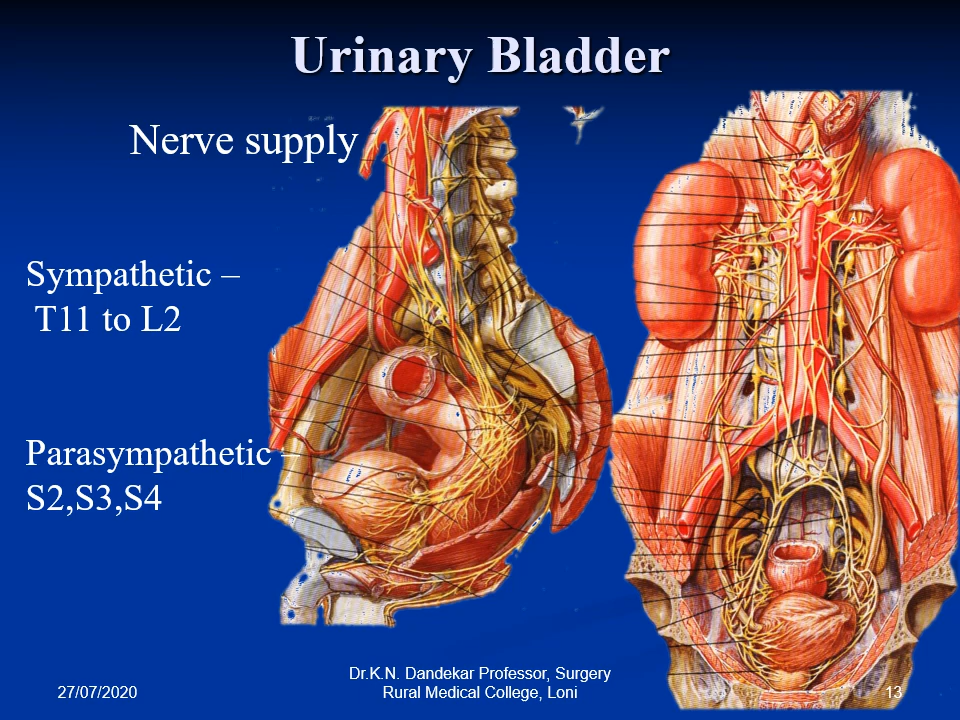 Urinary Bladder
Nerve supply
Sympathetic –
T11 to L2
Parasympathetic –
S2,S3,S4
27/07/2020
Dr.K.N. Dandekar Professor, Surgery
Rural Medical College, Loni
13